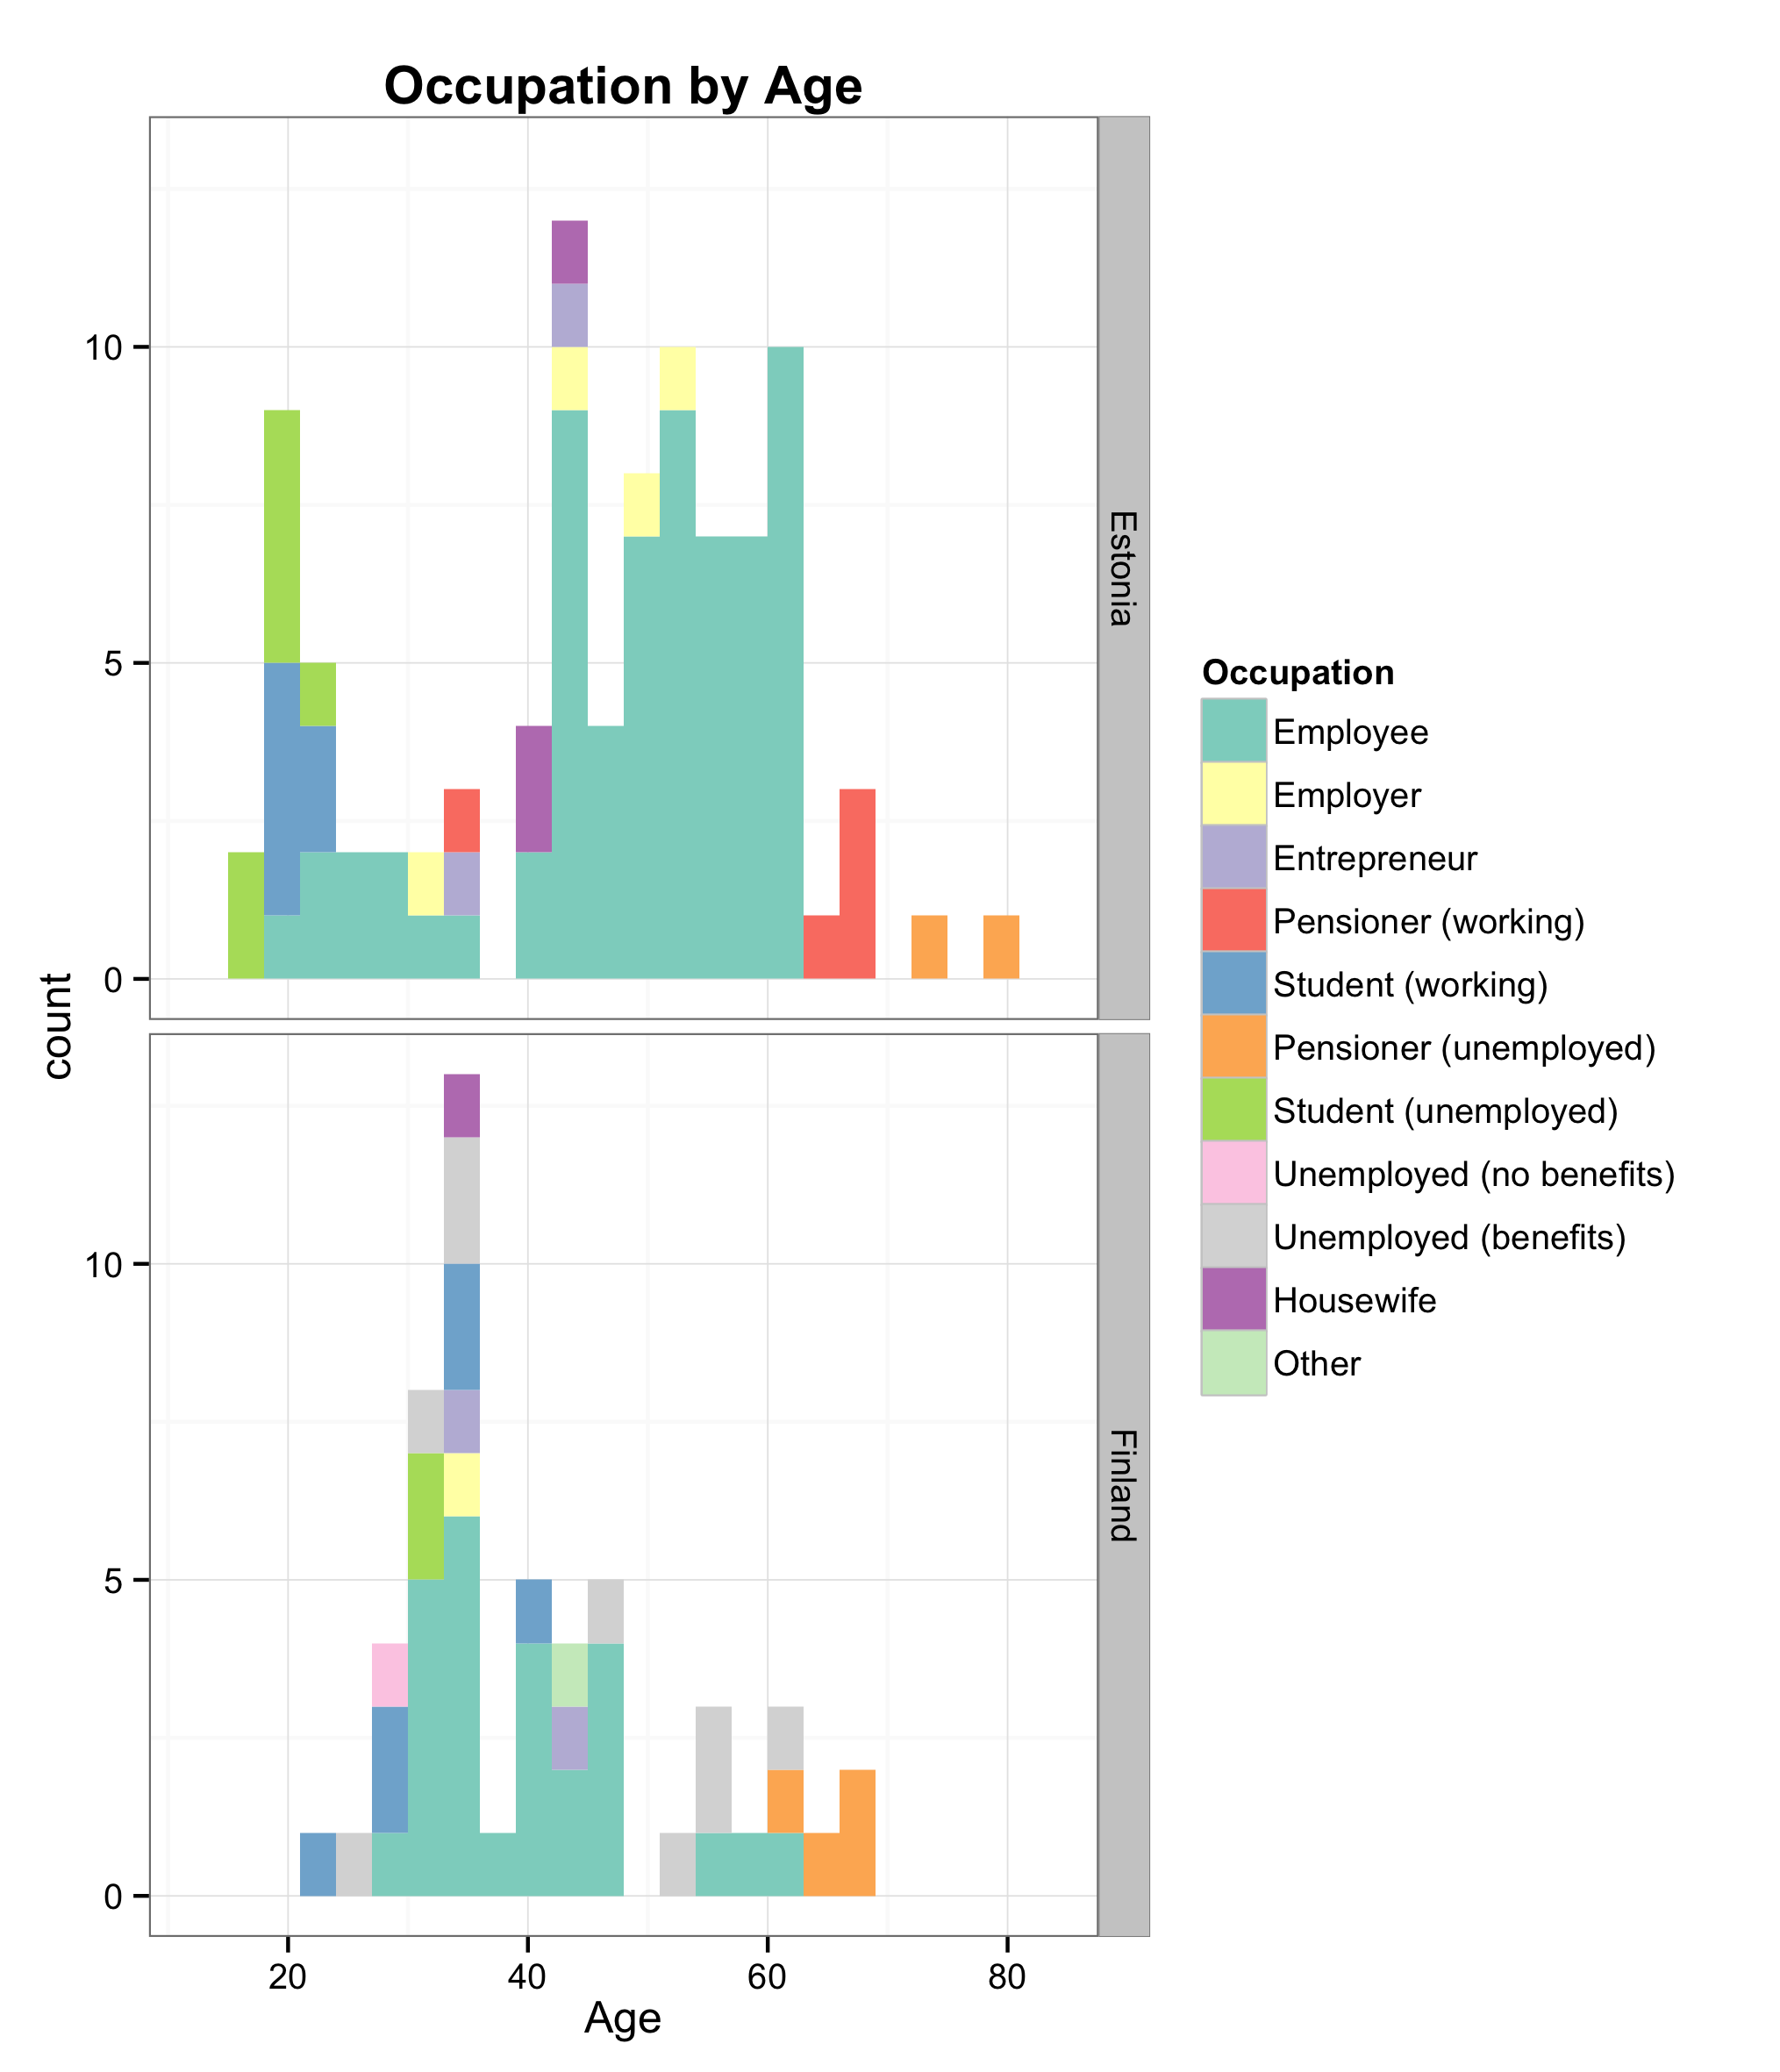 Occupation by Age
10
5
0
Estonia
count
10
5
0
Finland
20 40 60 80
Age
Occupation
Employee
Employer
Entrepreneur
Pensioner (working)
Student (working)
Pensioner (unemployed)
Student (unemployed)
Unemployed (no benefits)
Unemployed (benefits)
Housewife
Other